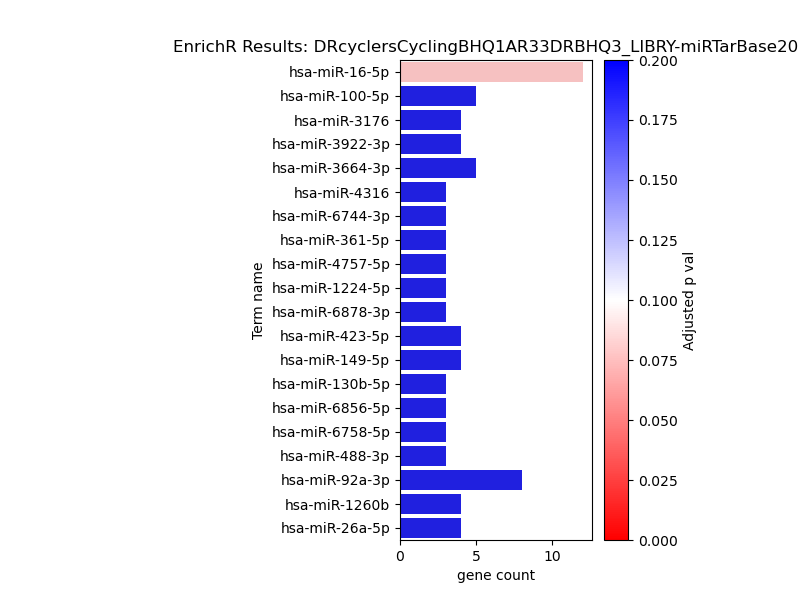 EnrichR Results: DRcyclersCyclingBHQ1AR33DRBHQ3_LIBRY-miRTarBase20
hsa-miR-16-5p
hsa-miR-100-5p
hsa-miR-3176
hsa-miR-3922-3p
hsa-miR-3664-3p
hsa-miR-4316
hsa-miR-6744-3p
hsa-miR-361-5p
hsa-miR-4757-5p
hsa-miR-1224-5p
hsa-miR-6878-3p
hsa-miR-423-5p
hsa-miR-149-5p
hsa-miR-130b-5p
hsa-miR-6856-5p
hsa-miR-6758-5p
hsa-miR-488-3p
hsa-miR-92a-3p
hsa-miR-1260b
hsa-miR-26a-5p
Term name
0 5 10
gene count
0.200
0.175
0.150
0.125
0.100
0.075
0.050
0.025
0.000
Adjusted p val